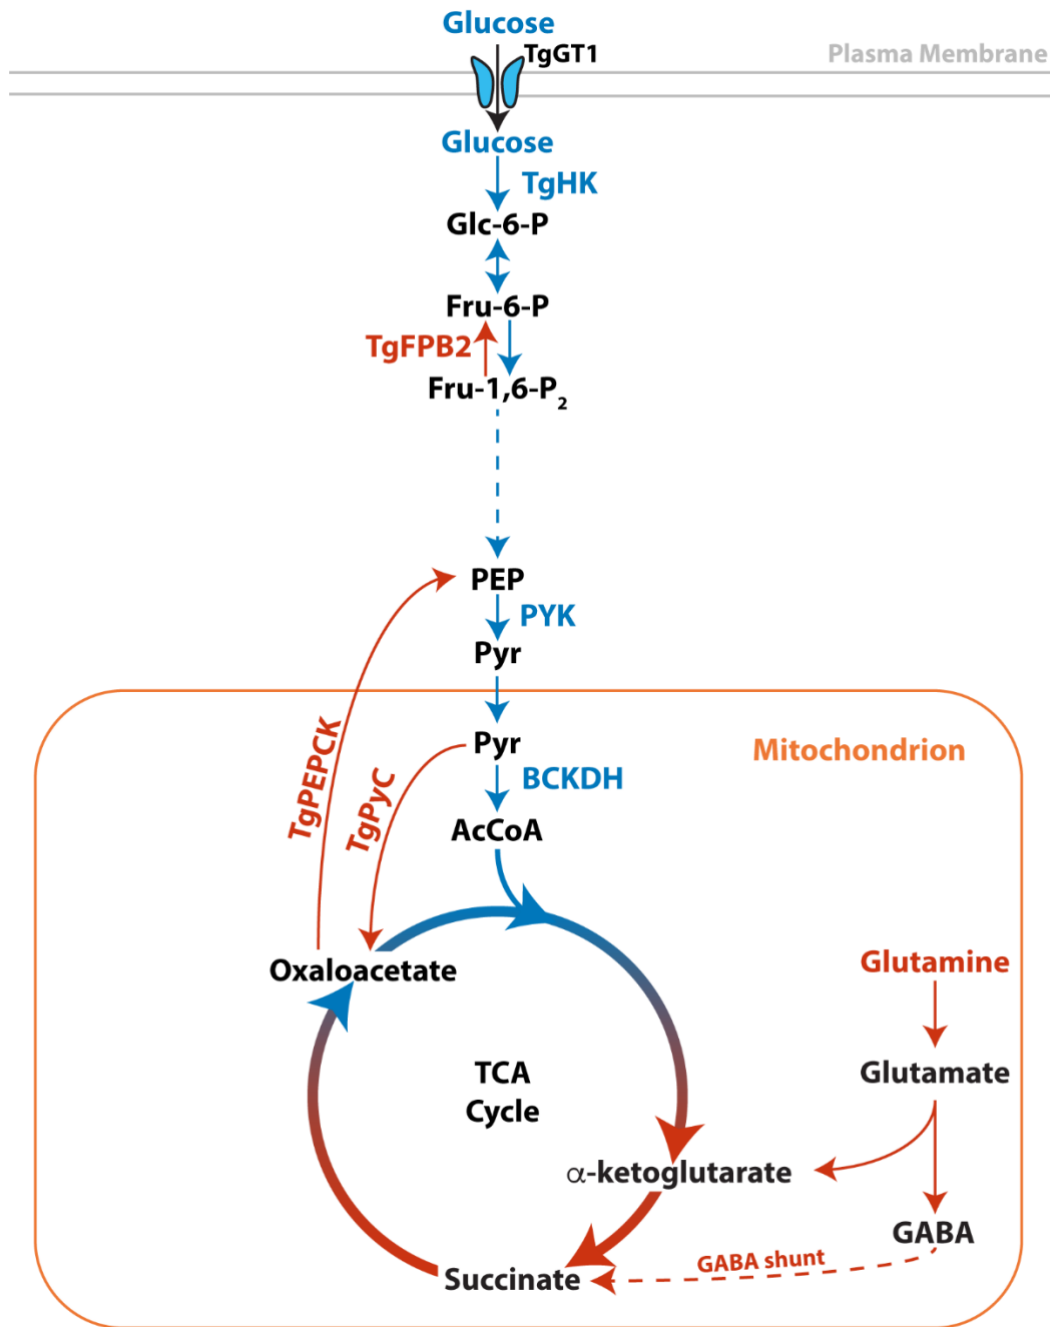 Glucose
TgGT1
Plasma Membrane
Glucose
TgHK
Glc-6-P
Fru-6-P
TgFPB2
Fru-1,6-P2
PEP
PYK
Pyr
Pyr
Mitochondrion
TgPEPCK
TgPyC
BCKDH
AcCoA
Oxaloacetate
Glutamine
TCA
Cycle
Glutamate
α-ketoglutarate
GABA
GABA shunt
Succinate